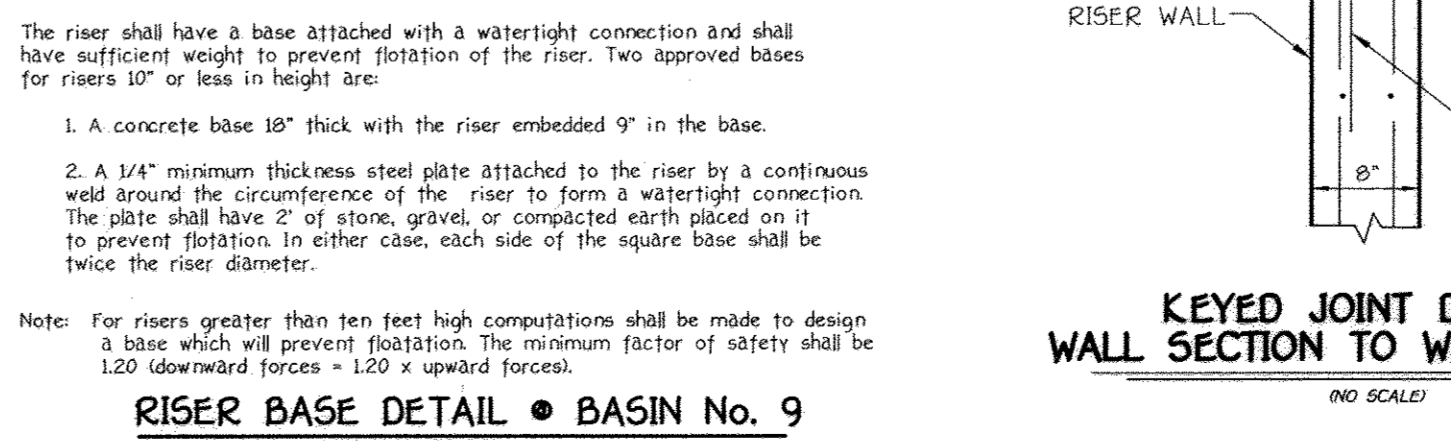 The riser shall have a base attached with a watertight connection and shall
have sufficient weight to prevent flotation of the riser. Two approved bases
for risers 10" or less in height are:
1. A concrete base 18" thick with the riser embedded 9" in the base.
2. A 1/4" minimum thickness steel plate attached to the riser by a continuous
weld around the circumference of the riser to form a watertight connection.
The plate shall have 2' of stone, gravel, or compacted earth placed on it
to prevent flotation. In either case, each side of the square base shall be
twice the riser diameter.
Note: For risers greater than ten feet high computations shall be made to design
a base which will prevent floatation. The minimum factor of safety shall be
1.20 (downward forces = 1.20 x upward forces).
RISER BASE DETAIL @ BASIN No. 9
RISER WALL
8"
KEYED JOINT
WALL SECTION TO
(NO SCALE)